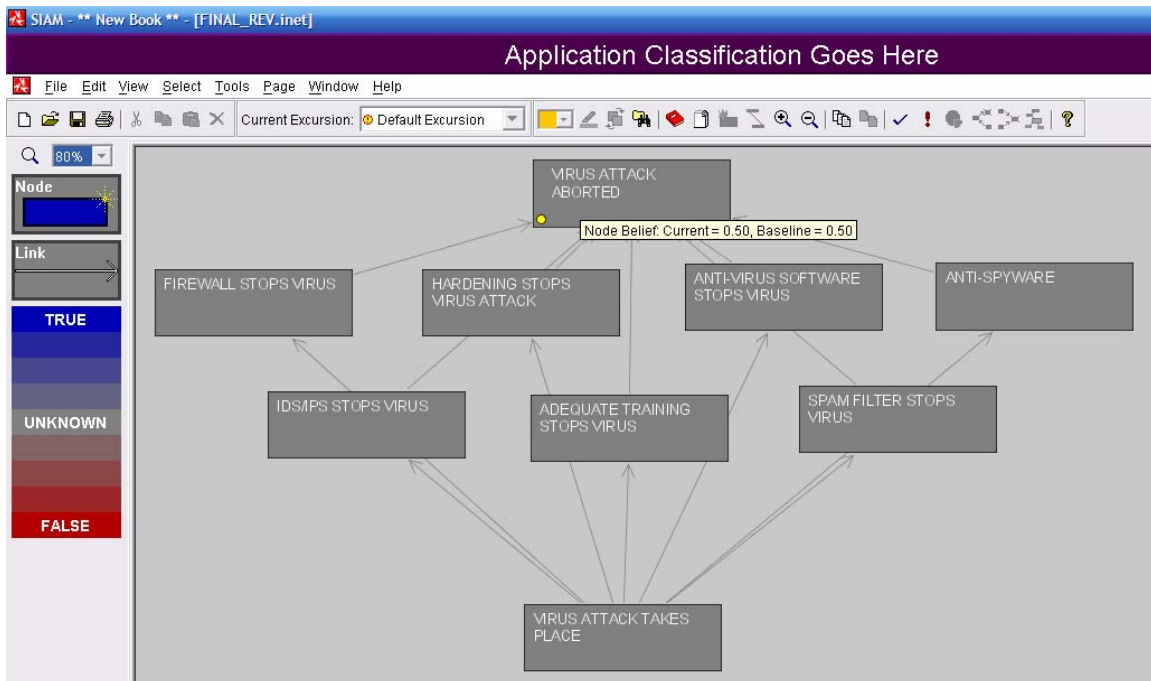 SIAM - ** New Book ** - [FINAL_REV.inet]
Application Classification Goes Here
File Edit View Select Tools Page Window Help
Current Excursion: Default Excursion
80%
Node
Link
TRUE
UNKNOWN
FALSE
VIRUS ATTACK
ABORTED
Node Belief: Current = 0.50, Baseline = 0.50
FIREWALL STOPS VIRUS
HARDENING STOPS
VIRUS ATTACK
ANTI-VIRUS SOFTWARE
STOPS VIRUS
ANTI-SPYWARE
IDS/IPS STOPS VIRUS
ADEQUATE TRAINING
STOPS VIRUS
SPAM FILTER STOPS
VIRUS
VIRUS ATTACK TAKES
PLACE